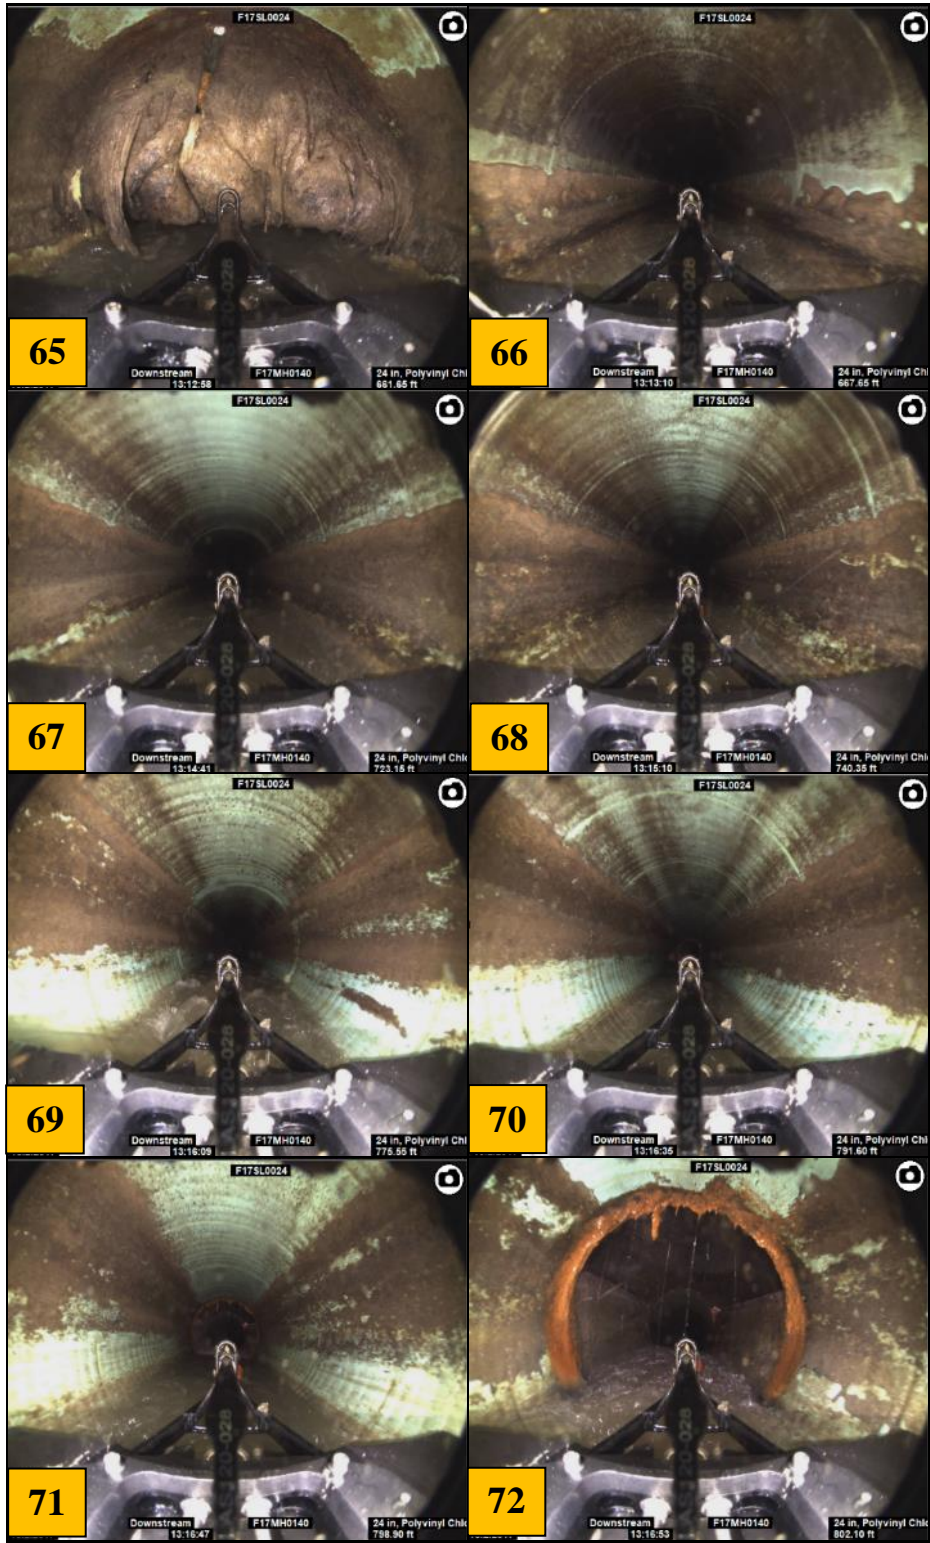 F17SL0024
F17SL0024
65
Downstream
F17MH0140
24 in, Polyvinyl Chl
13:12:58
661.65 ft
66
Downstream
F17MH0140
24 in, Polyvinyl Chl
13:13:10
667.65 ft
F17SL0024
F17SL0024
67
Downstream
F17MH0140
24 in, Polyvinyl Chl
13:14:41
723.15 ft
68
Downstream
F17MH0140
24 in, Polyvinyl Chl
13:15:10
740.35 ft
F17SL0024
F17SL0024
69
Downstream
F17MH0140
24 in, Polyvinyl Chl
13:16:09
775.55 ft
70
Downstream
F17MH0140
24 in, Polyvinyl Chl
13:16:35
791.60 ft
F17SL0024
F17SL0024
71
Downstream
F17MH0140
24 in, Polyvinyl Chl
13:16:47
798.90 ft
72
Downstream
F17MH0140
24 in, Polyvinyl Chl
13:16:53
802.10 ft